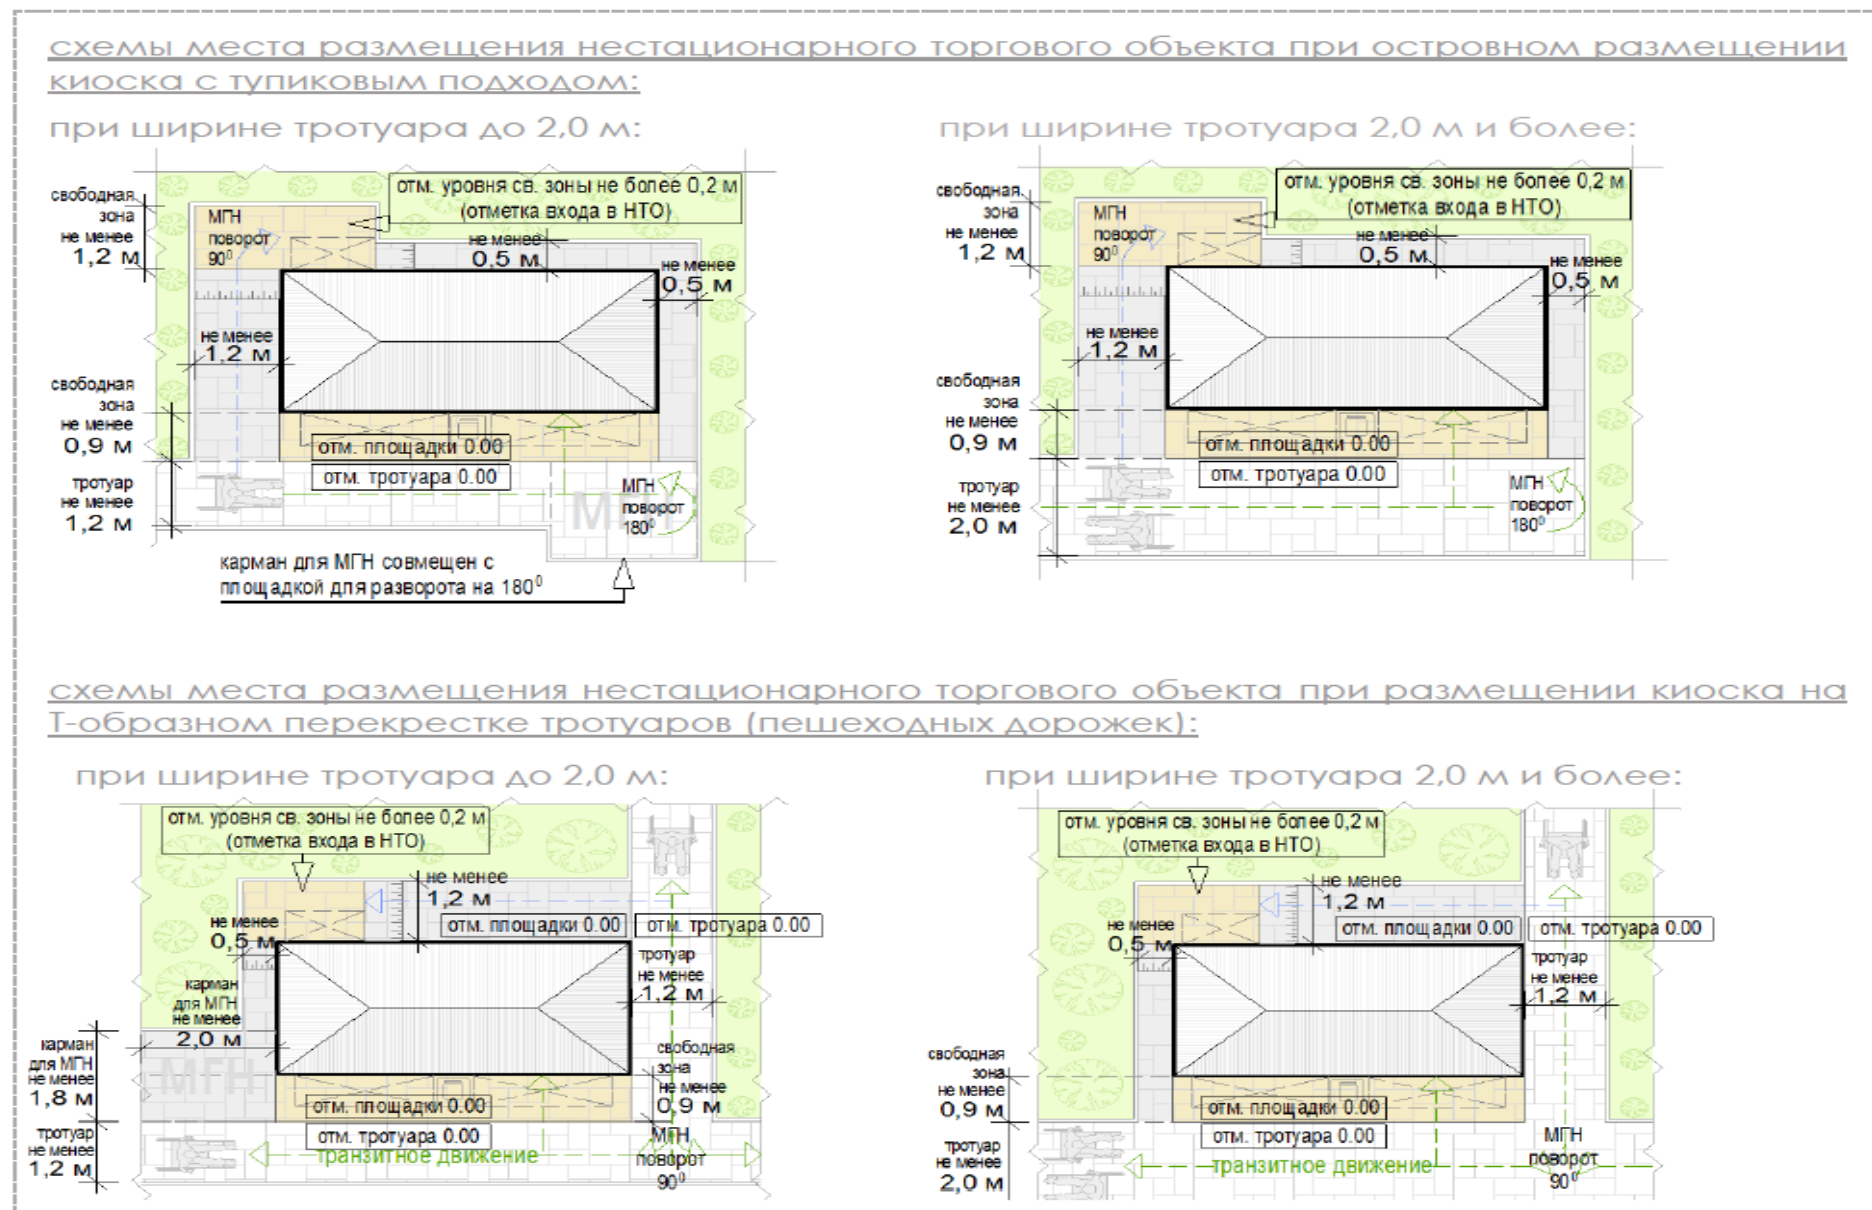 схемы места размещения нестационарного торгового объекта при островном размещении
киоска с тупиковым подходом:
при ширине тротуара до 2,0 м:
свободная
зона
не менее
1,2 м
МГН
поворот
90⁰
отм. уровня св. зоны не более 0,2 м
(отметка входа в НТО)
не менее
0,5 м
не менее
0,5 м
не менее
1,2 м
свободная
зона
не менее
0,9 м
отм. площадки 0.00
отм. тротуара 0.00
тротуар
не менее
1,2 м
МГН
МГН
поворот
180⁰
карман для МГН совмещен с
площадкой для разворота на 180⁰
при ширине тротуара 2,0 м и более:
свободная
зона
не менее
1,2 м
МГН
поворот
90⁰
отм. уровня св. зоны не более 0,2 м
(отметка входа в НТО)
не менее
0,5 м
не менее
0,5 м
не менее
1,2 м
свободная
зона
не менее
0,9 м
отм. площадки 0.00
отм. тротуара 0.00
тротуар
не менее
2,0 м
МГН
поворот
180⁰
схемы места размещения нестационарного торгового объекта при размещении киоска на
Т-образном перекрестке тротуаров (пешеходных дорожек):
при ширине тротуара до 2,0 м:
отм. уровня св. зоны не более 0,2 м
(отметка входа в НТО)
не менее
1,2 м
не менее
0,5 м
отм. площадки 0.00
отм. тротуара 0.00
тротуар
не менее
1,2 м
карман
для МГН
не менее
2,0 м
карман
для МГН
не менее
1,8 м
МГН
свободная
зона
не менее
0,9 м
отм. площадки 0.00
отм. тротуара 0.00
тротуар
не менее
1,2 м
транзитное движение
МГН
поворот
90⁰
при ширине тротуара 2,0 м и более:
отм. уровня св. зоны не более 0,2 м
(отметка входа в НТО)
не менее
1,2 м
не менее
0,5 м
отм. площадки 0.00
отм. тротуара 0.00
тротуар
не менее
1,2 м
свободная
зона
не менее
0,9 м
отм. площадки 0.00
отм. тротуара 0.00
тротуар
не менее
2,0 м
транзитное движение
МГН
поворот
90⁰